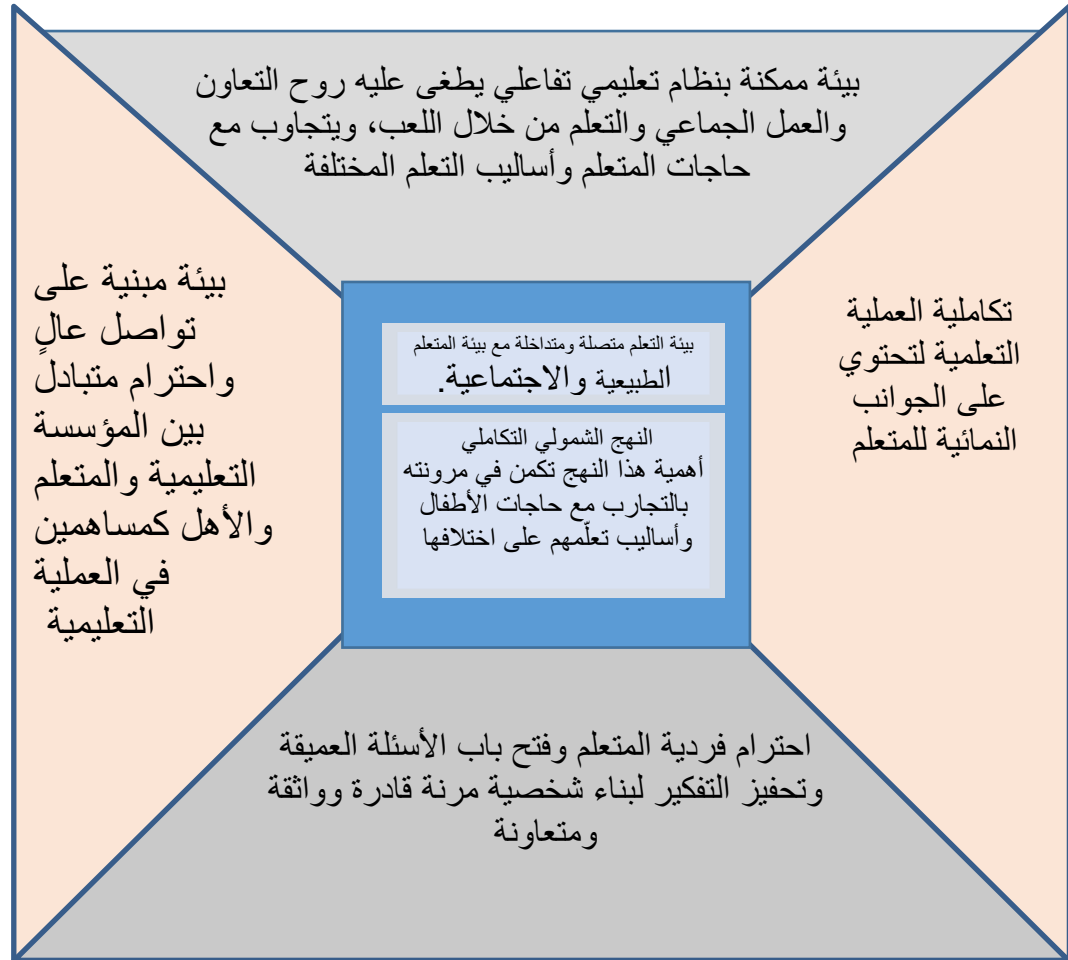 بيئة ممكنة بنظام تعليمي تفاعلي يطغى عليه روح التعاون
والعمل الجماعي والتعلم من خلال اللعب، ويتجاوب مع
حاجات المتعلم وأساليب التعلم المختلفة
تكاملية العملية
التعلمية لتحتوي
على الجوانب
النمائية للمتعلم
بيئة التعلم متصلة ومتداخلة مع بيئة المتعلم
الطبيعية والاجتماعية.
النهج الشمولي التكاملي
أهمية هذا النهج تكمن في مرونته
بالتجارب مع حاجات الأطفال
وأساليب تعلّمهم على اختلافها
بيئة مبنية على
تواصل عالٍ
واحترام متبادل
بين المؤسسة
التعليمية والمتعلم
والأهل كمساهمين
في العملية
التعليمية
احترام فردية المتعلم وفتح باب الأسئلة العميقة
وتحفيز التفكير لبناء شخصية مرنة قادرة وواثقة
ومتعاونة